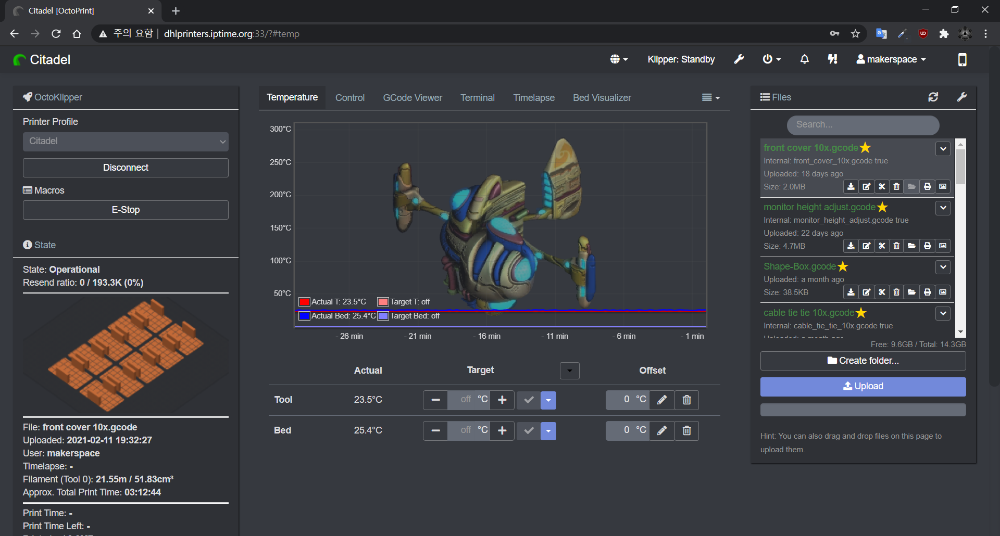 Citadel [OctoPrint]
주의 요함 | dhlprinters.iptime.org:33/?#temp
Citadel
Klipper: Standby
makerspace
OctoKlipper
Printer Profile
Citadel
Disconnect
Macros
E-Stop
State
State: Operational
Resend ratio: 0 / 193.3K (0%)
File: front cover 10x.gcode
Uploaded: 2021-02-11 19:32:27
User: makerspace
Timelapse: -
Filament (Tool 0): 21.55m / 51.83cm³
Approx. Total Print Time: 03:12:44
Print Time: -
Print Time Left: -
Temperature Control GCode Viewer Terminal Timelapse Bed Visualizer
300°C
250°C
200°C
150°C
100°C
50°C
Actual T: 23.5°C Target T: off
Actual Bed: 25.4°C Target Bed: off
- 26 min - 21 min - 16 min - 11 min - 6 min - 1 min
Actual Target Offset
Tool 23.5°C off °C 0 °C
Bed 25.4°C off °C 0 °C
Files
Search...
front cover 10x.gcode
Internal: front_cover_10x.gcode true
Uploaded: 18 days ago
Size: 2.0MB
monitor height adjust.gcode
Internal: monitor_height_adjust.gcode true
Uploaded: 22 days ago
Size: 4.7MB
Shape-Box.gcode
Uploaded: a month ago
Size: 38.5KB
cable tie tie 10x.gcode
Internal: cable_tie_tie_10x.gcode true
Free: 9.6GB / Total: 14.3GB
Create folder...
Upload
Hint: You can also drag and drop files on this page to
upload them.